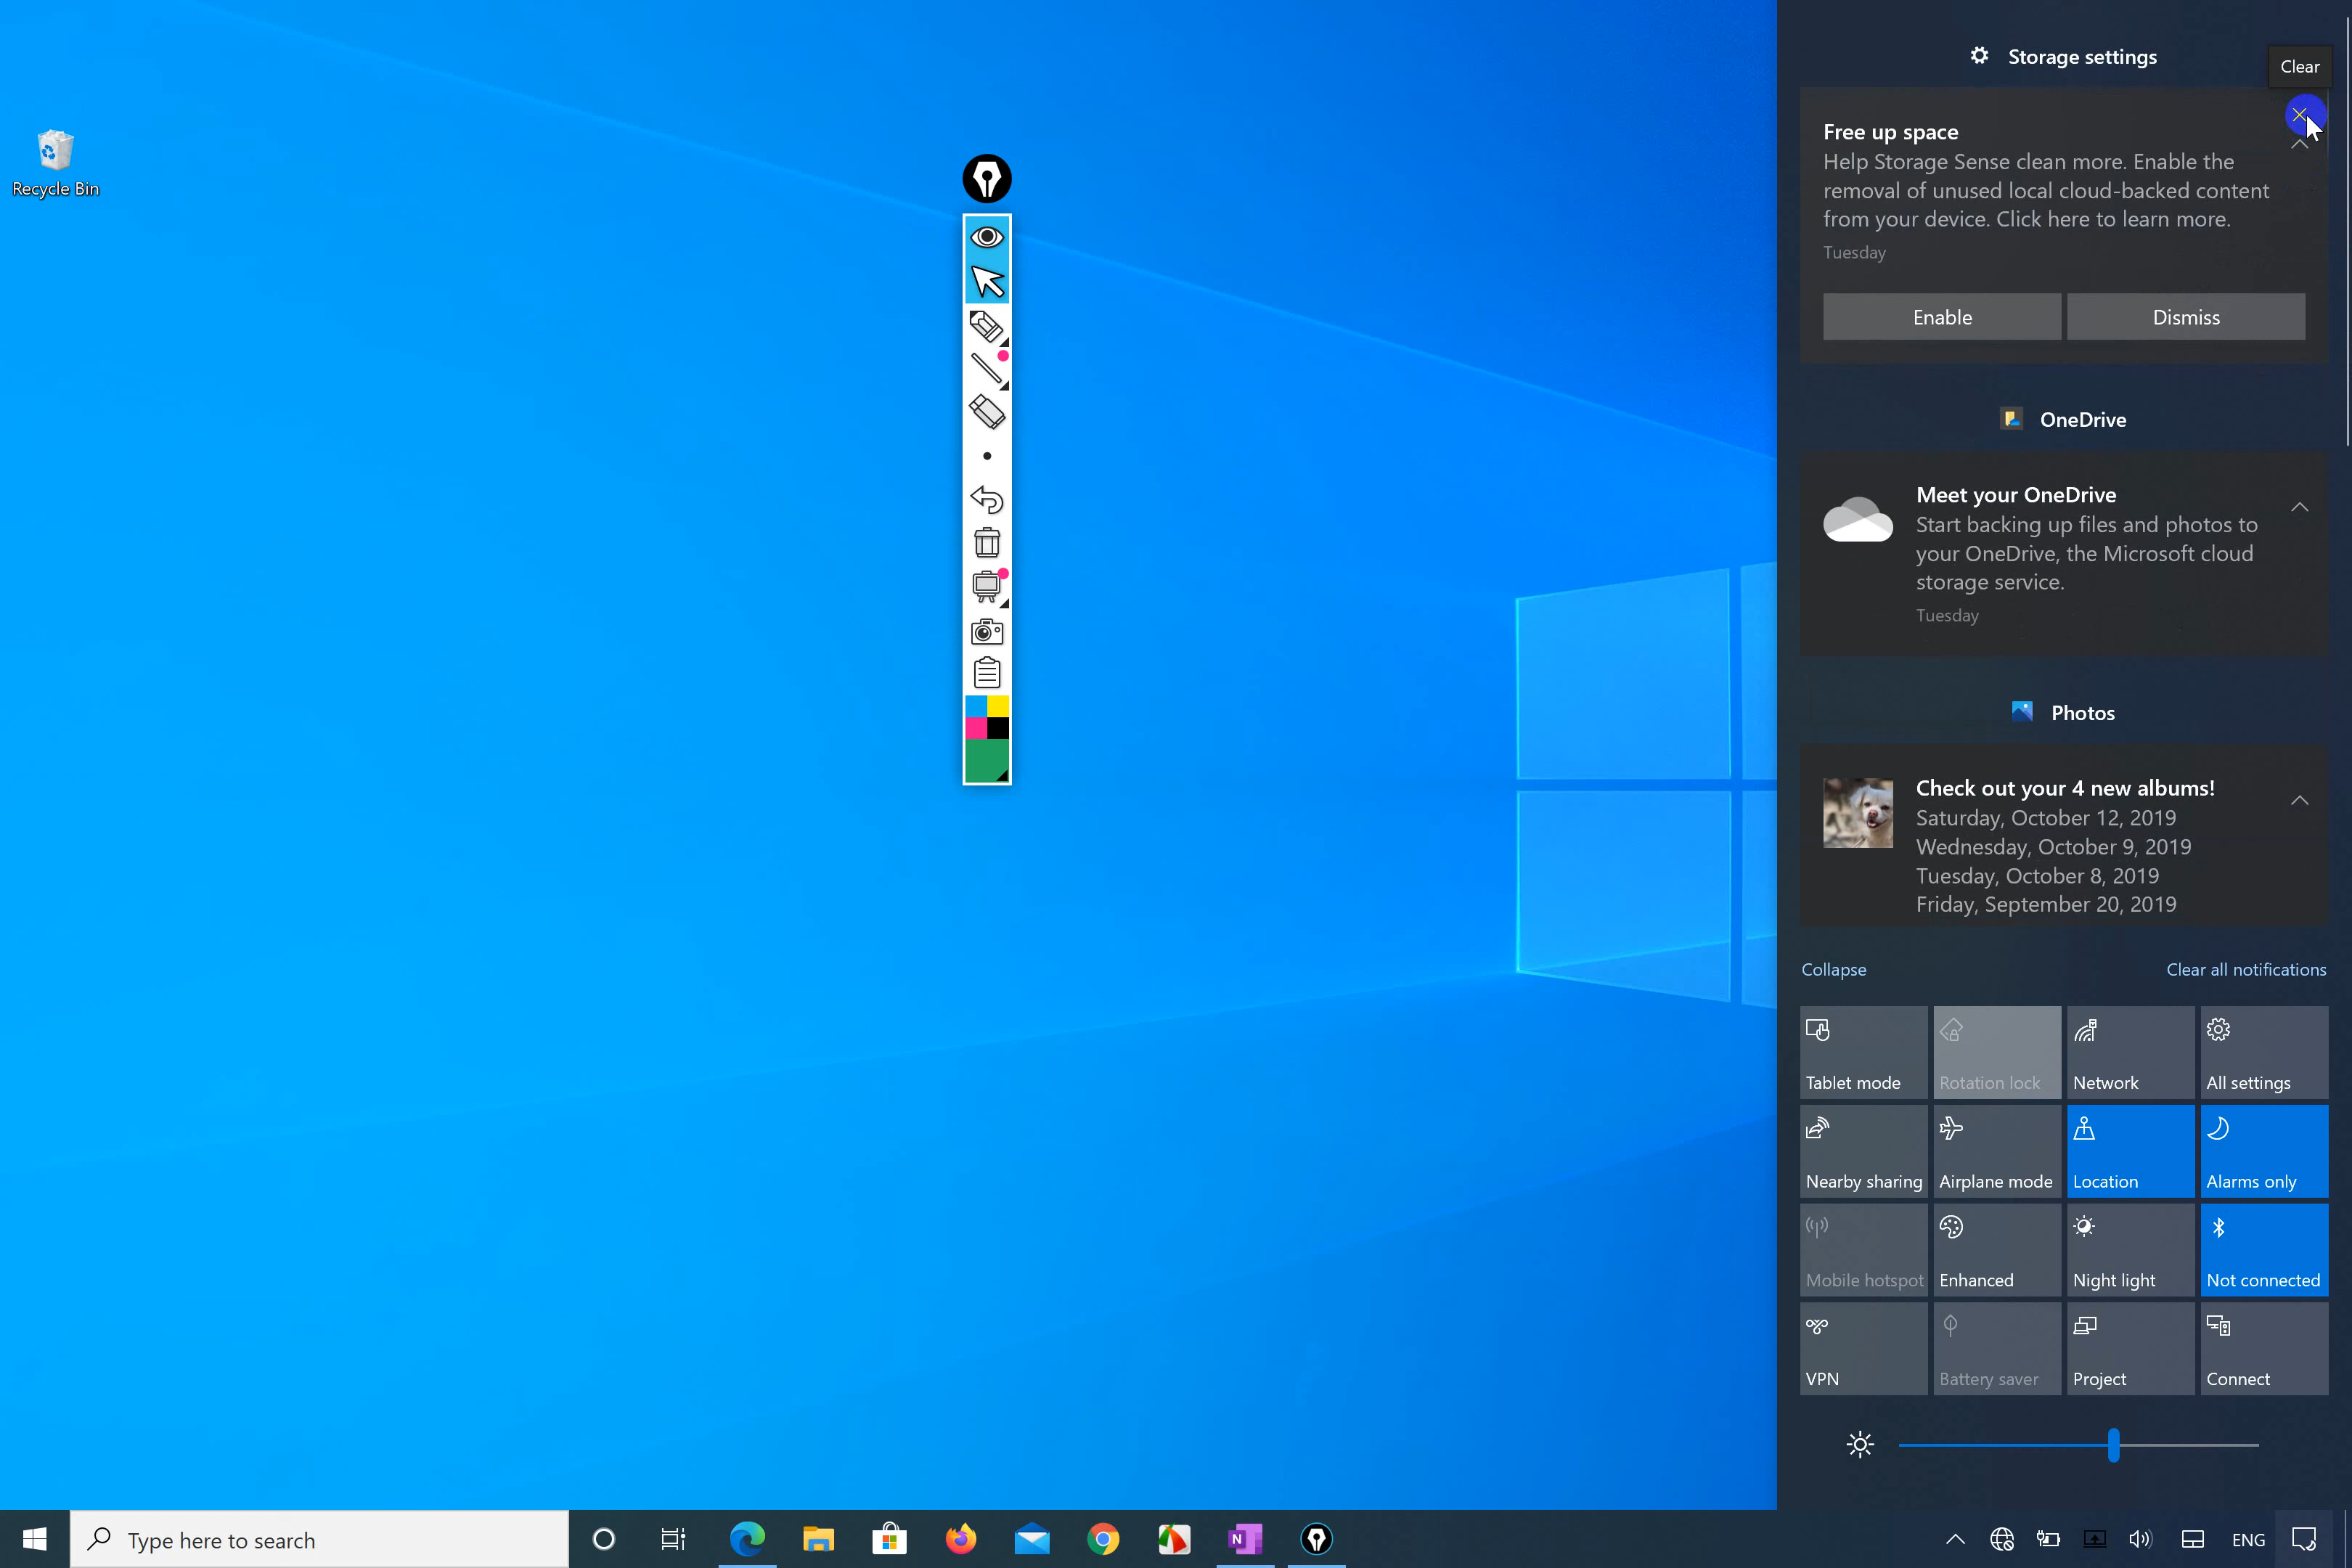 Storage settings
Clear
Free up space
Help Storage Sense clean more. Enable the
removal of unused local cloud-backed content
from your device. Click here to learn more.
Tuesday
Enable
Dismiss
Recycle Bin
OneDrive
Meet your OneDrive
Start backing up files and photos to
your OneDrive, the Microsoft cloud
storage service.
Tuesday
Photos
Check out your 4 new albums!
Saturday, October 12, 2019
Wednesday, October 9, 2019
Tuesday, October 8, 2019
Friday, September 20, 2019
Collapse
Clear all notifications
Tablet mode
Rotation lock
Network
All settings
Nearby sharing
Airplane mode
Location
Alarms only
Mobile hotspot
Enhanced
Night light
Not connected
VPN
Battery saver
Project
Connect
Type here to search
N
ENG